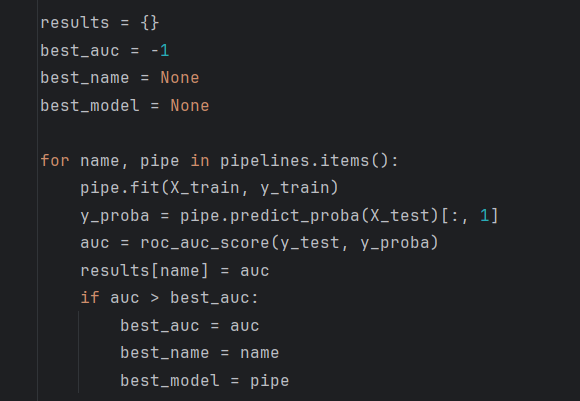 results = {}
best_auc = -1
best_name = None
best_model = None

for name, pipe in pipelines.items():
    pipe.fit(X_train, y_train)
    y_proba = pipe.predict_proba(X_test)[:, 1]
    auc = roc_auc_score(y_test, y_proba)
    results[name] = auc
    if auc > best_auc:
        best_auc = auc
        best_name = name
        best_model = pipe